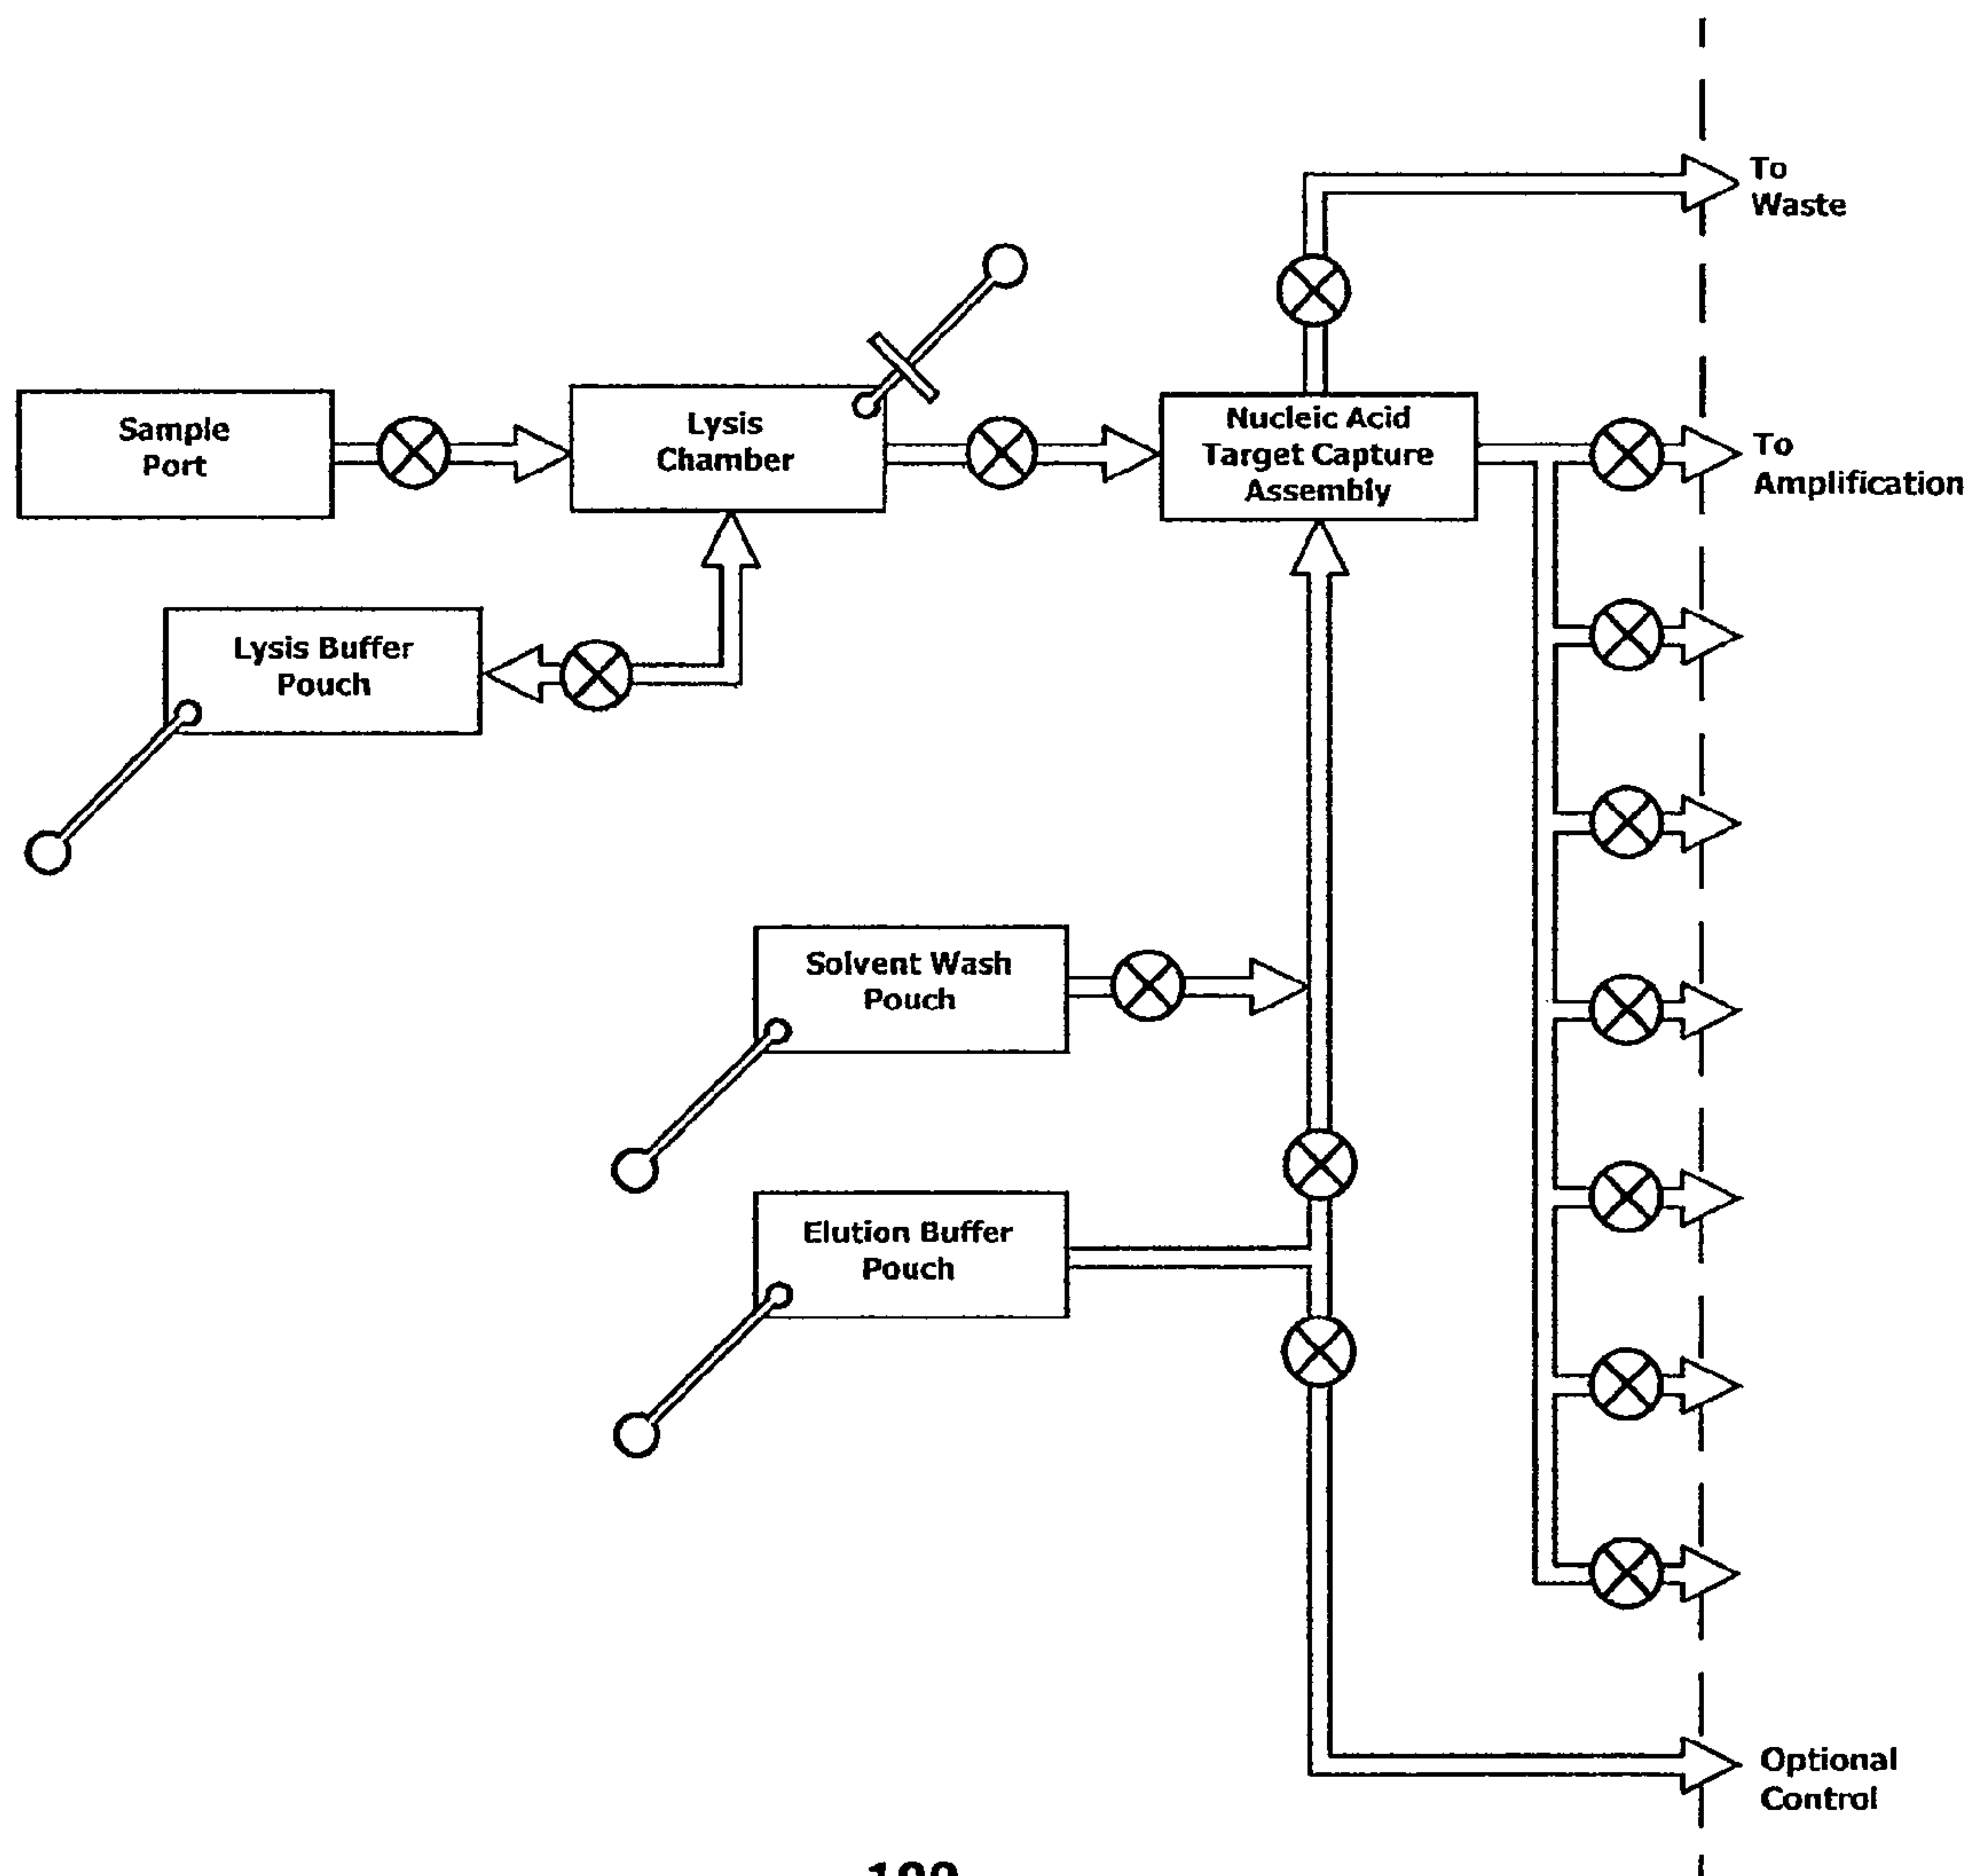 To
Waste
Sample
Port
Lysis
Chamber
Nucleic Acid
Target Capture
Assembly
To
Amplification
Lysis Buffer
Pouch
Solvent Wash
Pouch
Elution Buffer
Pouch
Optional
Control